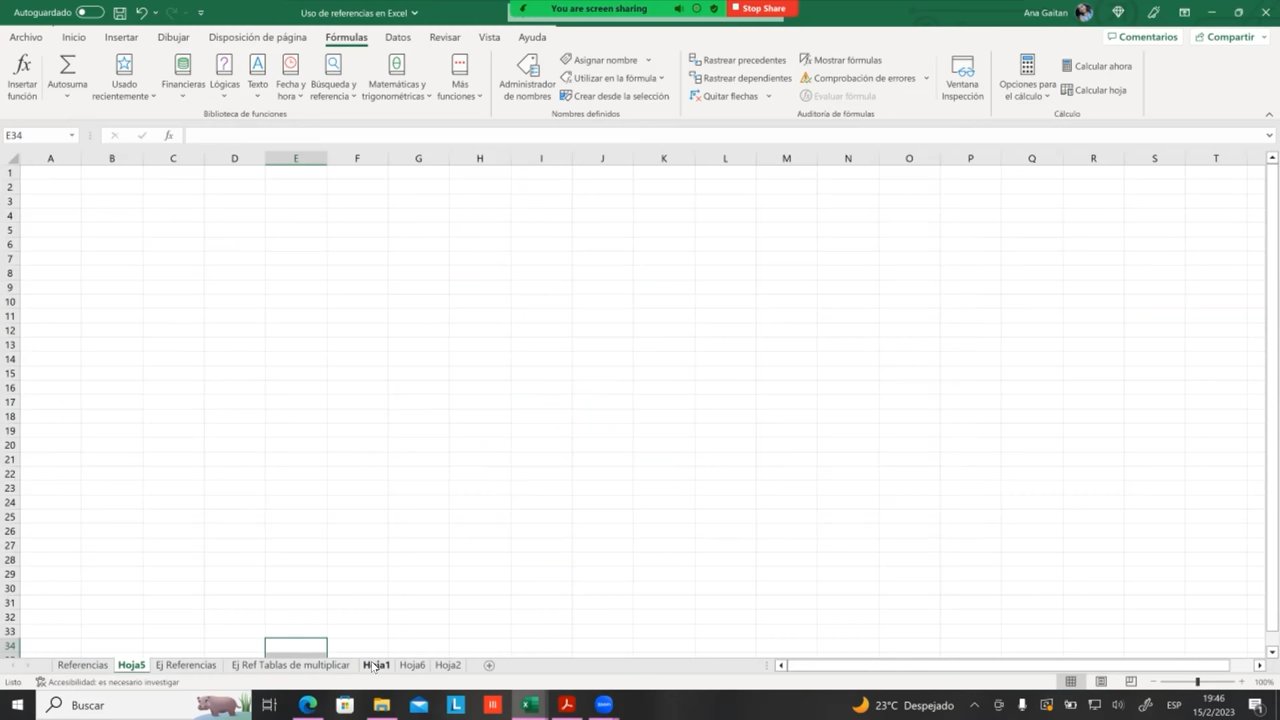 Autoguardado
Uso de referencias en Excel
You are screen sharing
Stop Share
Ana Gaitan
Archivo Inicio Insertar Dibujar Disposición de página Fórmulas Datos Revisar Vista Ayuda
Comentarios Compartir
fx Insertar función
Σ Autosuma
Usado recientemente
Financieras
Lógicas
Texto
Fecha y hora
Búsqueda y referencia
Matemáticas y trigonométricas
Más funciones
Biblioteca de funciones
Administrador de nombres
Asignar nombre
Utilizar en la fórmula
Crear desde la selección
Nombres definidos
Rastrear precedentes
Rastrear dependientes
Quitar flechas
Mostrar fórmulas
Comprobación de errores
Evaluar fórmula
Auditoría de fórmulas
Ventana Inspección
Opciones para el cálculo
Calcular ahora
Calcular hoja
Cálculo
E34 fx
A B C D E F G H I J K L M N O P Q R S T
1
2
3
4
5
6
7
8
9
10
11
12
13
14
15
16
17
18
19
20
21
22
23
24
25
26
27
28
29
30
31
32
33
34
Referencias Hoja5 Ej Referencias Ej Ref Tablas de multiplicar Hoja1 Hoja6 Hoja2
Listo Accesibilidad: es necesario investigar 100%
Buscar
23°C Despejado ESP
19:46
15/2/2023